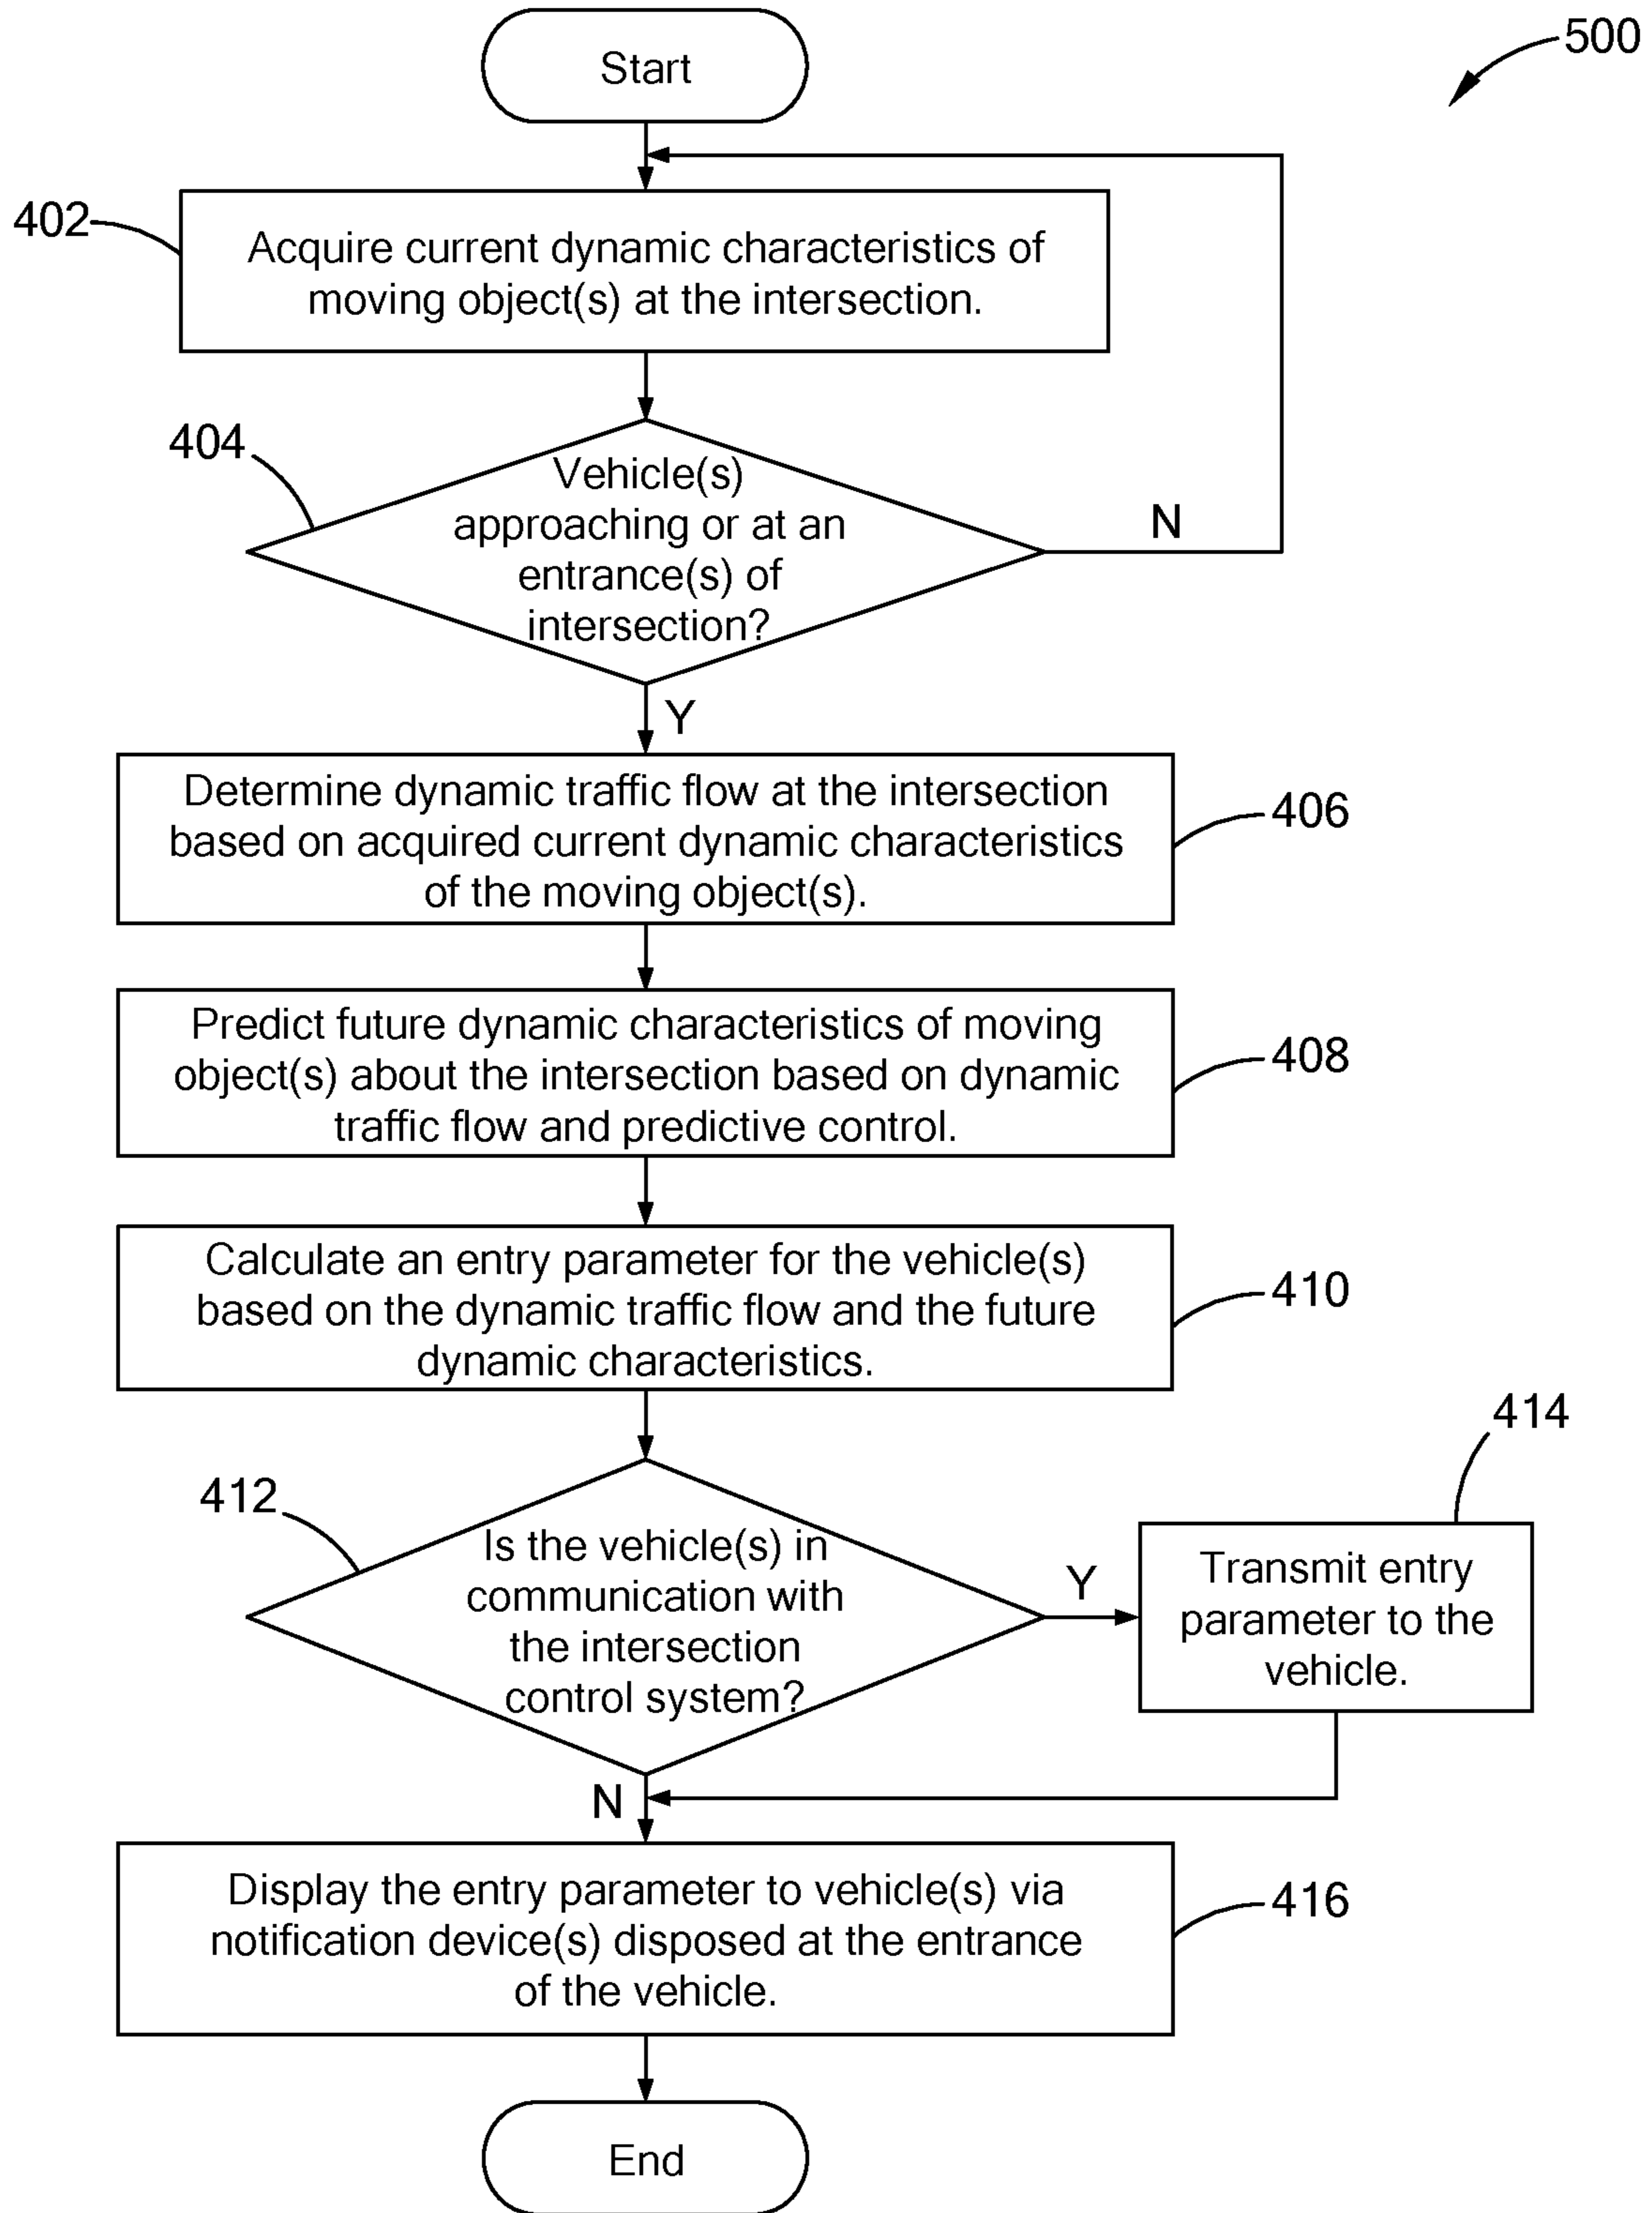 Start
500
402
Acquire current dynamic characteristics of
moving object(s) at the intersection.
404
Vehicle(s)
approaching or at an
entrance(s) of
intersection?
N
Y
Determine dynamic traffic flow at the intersection
based on acquired current dynamic characteristics
of the moving object(s).
406
Predict future dynamic characteristics of moving
object(s) about the intersection based on dynamic
traffic flow and predictive control.
408
Calculate an entry parameter for the vehicle(s)
based on the dynamic traffic flow and the future
dynamic characteristics.
410
412
Is the vehicle(s) in
communication with
the intersection
control system?
Y
414
Transmit entry
parameter to the
vehicle.
N
Display the entry parameter to vehicle(s) via
notification device(s) disposed at the entrance
of the vehicle.
416
End